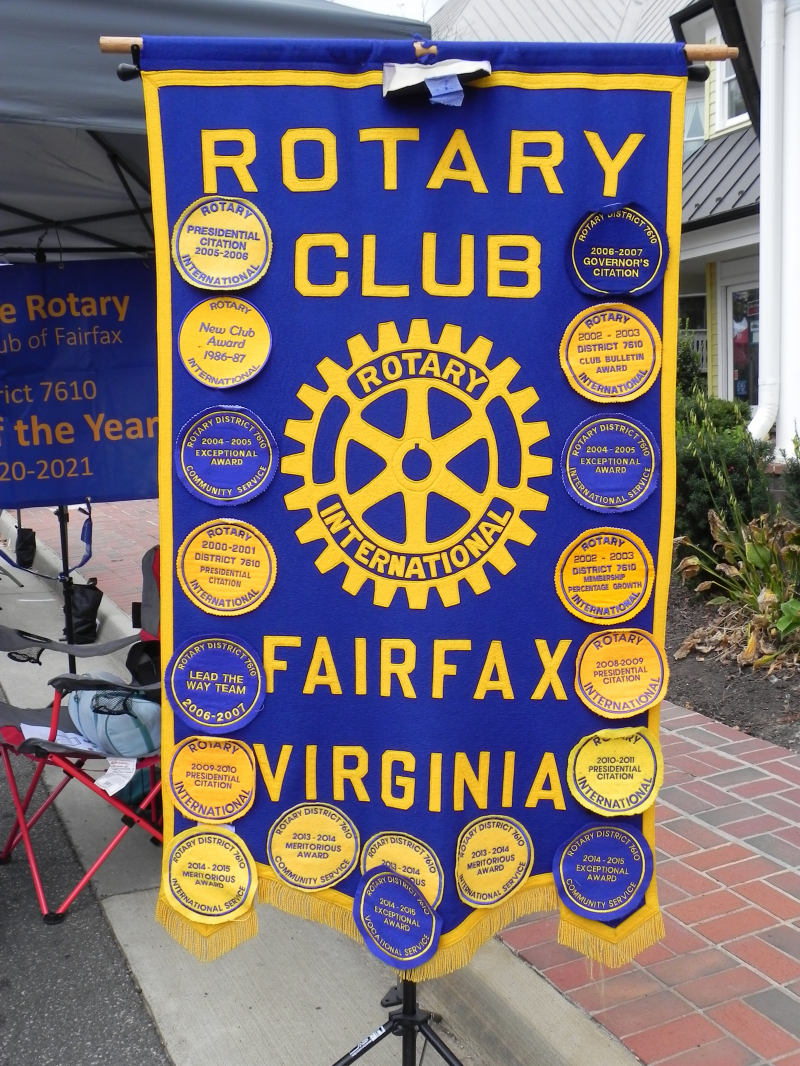 ROTARY
CLUB
ROTARY
INTERNATIONAL
FAIRFAX
VIRGINIA
ROTARY
PRESIDENTIAL
CITATION
2005-2006
INTERNATIONAL
ROTARY
New Club
Award
1986-87
INTERNATIONAL
ROTARY DISTRICT 7610
2004-2005
EXCEPTIONAL
AWARD
COMMUNITY SERVICE
ROTARY
2000-2001
DISTRICT 7610
PRESIDENTIAL
CITATION
INTERNATIONAL
ROTARY DISTRICT 7610
LEAD THE
WAY TEAM
2006-2007
ROTARY
2009-2010
PRESIDENTIAL
CITATION
INTERNATIONAL
ROTARY DISTRICT 7610
2014-2015
MERITORIOUS
AWARD
INTERNATIONAL SERVICE
ROTARY DISTRICT 7610
2013-2014
MERITORIOUS
AWARD
COMMUNITY SERVICE
ROTARY DISTRICT 7610
2013-2014
ROTARY DISTRICT 7610
2014-2015
EXCEPTIONAL
AWARD
VOCATIONAL SERVICE
ROTARY DISTRICT 7610
2013-2014
MERITORIOUS
AWARD
ROTARY DISTRICT 7610
2006-2007
GOVERNOR'S
CITATION
ROTARY
2002 - 2003
DISTRICT 7610
CLUB BULLETIN
AWARD
INTERNATIONAL
ROTARY DISTRICT 7610
2004-2005
EXCEPTIONAL
AWARD
INTERNATIONAL SERVICE
ROTARY
2002 - 2003
DISTRICT 7610
MEMBERSHIP
PERCENTAGE GROWTH
INTERNATIONAL
ROTARY
2008-2009
PRESIDENTIAL
CITATION
INTERNATIONAL
ROTARY
2010-2011
PRESIDENTIAL
CITATION
INTERNATIONAL
ROTARY DISTRICT 7610
2014-2015
EXCEPTIONAL
AWARD
COMMUNITY SERVICE
e Rotary
ub of Fairfax
rict 7610
f the Year
20-2021